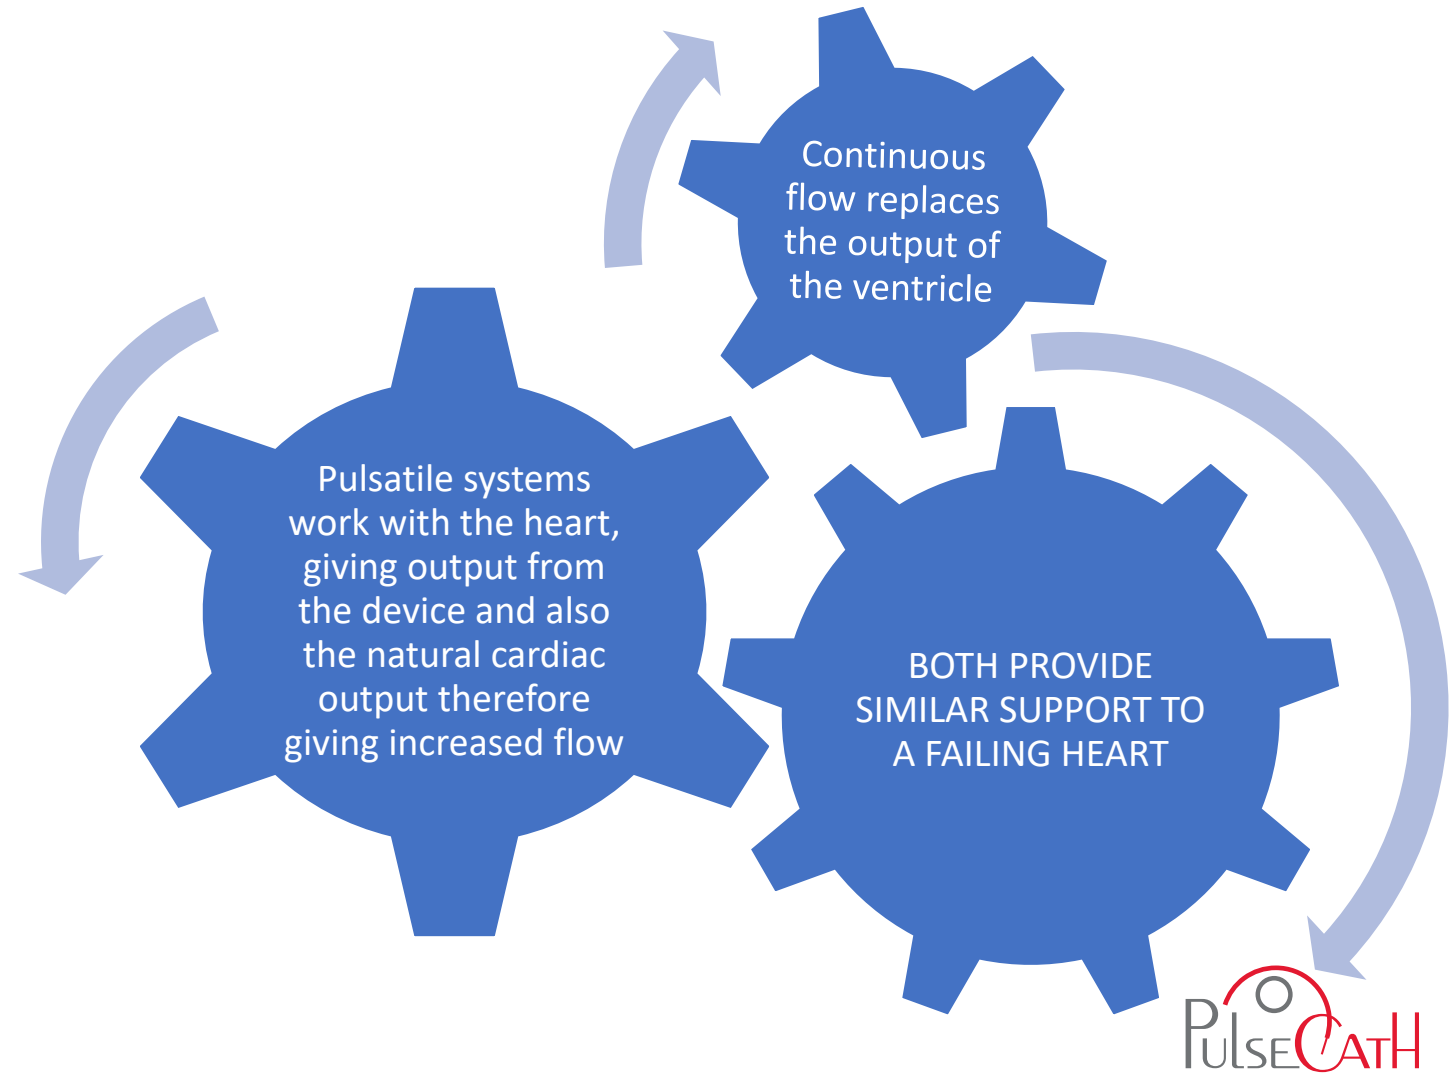 Continuous
flow replaces
the output of
the ventricle
Pulsatile systems
work with the heart,
giving output from
the device and also
the natural cardiac
output therefore
giving increased flow
BOTH PROVIDE
SIMILAR SUPPORT TO
A FAILING HEART
PULSECATH